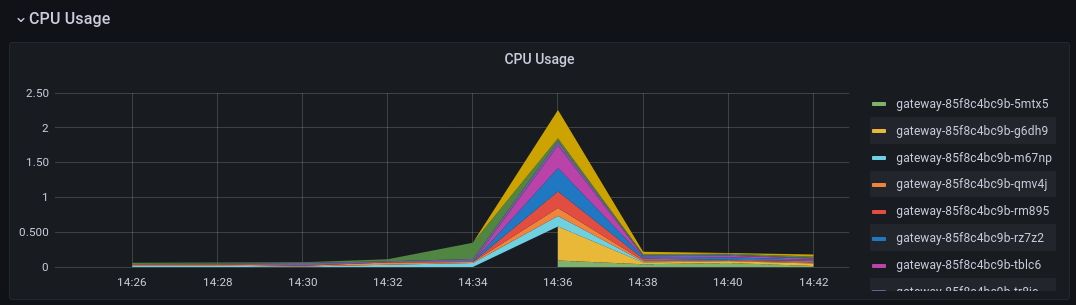 CPU Usage
CPU Usage
2.50
2
1.50
1
0.500
0
14:26 14:28 14:30 14:32 14:34 14:36 14:38 14:40 14:42
gateway-85f8c4bc9b-5mtx5
gateway-85f8c4bc9b-g6dh9
gateway-85f8c4bc9b-m67np
gateway-85f8c4bc9b-qmv4j
gateway-85f8c4bc9b-rm895
gateway-85f8c4bc9b-rz7z2
gateway-85f8c4bc9b-tblc6